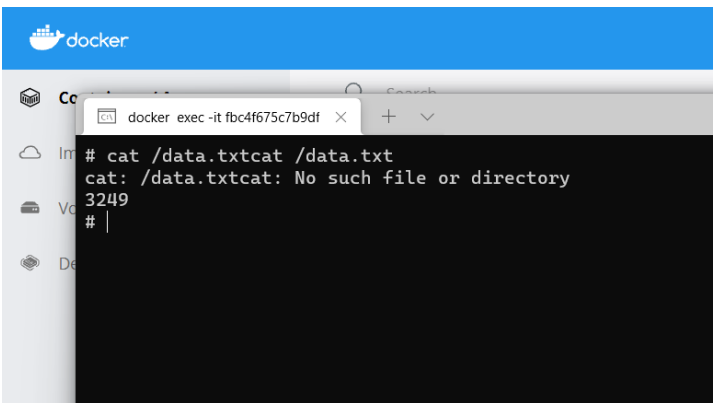 docker
docker exec -it fbc4f675c7b9df
# cat /data.txtcat /data.txt
cat: /data.txtcat: No such file or directory
3249
#